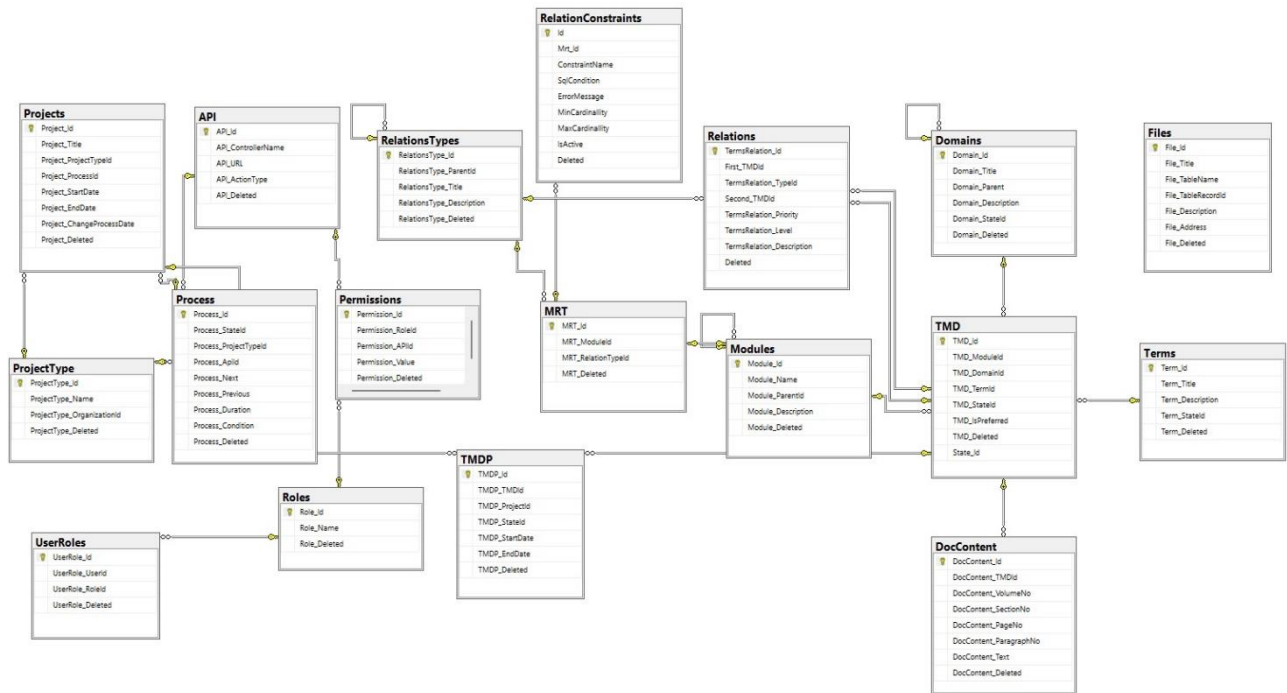 RelationConstraints
Id
Mrt_Id
ConstraintName
SqlCondition
ErrorMessage
MinCardinallity
MaxCardinallity
IsActive
Deleted
Projects
Project_Id
Project_Title
Project_ProjectTypeId
Project_ProcessId
Project_StartDate
Project_EndDate
Project_ChangeProcessDate
Project_Deleted
API
API_Id
API_ControllerName
API_URL
API_ActionType
API_Deleted
RelationsTypes
RelationsType_Id
RelationsType_ParentId
RelationsType_Title
RelationsType_Description
RelationsType_Deleted
Relations
TermsRelation_Id
First_TMDId
TermsRelation_TypeId
Second_TMDId
TermsRelation_Priority
TermsRelation_Level
TermsRelation_Description
Deleted
Domains
Domain_Id
Domain_Title
Domain_Parent
Domain_Description
Domain_StateId
Domain_Deleted
Files
File_Id
File_Title
File_TableName
File_TableRecordId
File_Description
File_Address
File_Deleted
Process
Process_Id
Process_StateId
Process_ProjectTypeId
Process_ApiId
Process_Next
Process_Previous
Process_Duration
Process_Condition
Process_Deleted
Permissions
Permission_Id
Permission_RoleId
Permission_APIId
Permission_Value
Permission_Deleted
MRT
MRT_Id
MRT_ModuleId
MRT_RelationTypeId
MRT_Deleted
Modules
Module_Id
Module_Name
Module_ParentId
Module_Description
Module_Deleted
TMD
TMD_Id
TMD_ModuleId
TMD_DomainId
TMD_TermId
TMD_StateId
TMD_IsPreferred
TMD_Deleted
State_Id
Terms
Term_Id
Term_Title
Term_Description
Term_StateId
Term_Deleted
ProjectType
ProjectType_Id
ProjectType_Name
ProjectType_OrganizationId
ProjectType_Deleted
TMDP
TMDP_Id
TMDP_TMDId
TMDP_ProjectId
TMDP_StateId
TMDP_StartDate
TMDP_EndDate
TMDP_Deleted
Roles
Role_Id
Role_Name
Role_Deleted
UserRoles
UserRole_Id
UserRole_UserId
UserRole_RoleId
UserRole_Deleted
DocContent
DocContent_Id
DocContent_TMDId
DocContent_VolumeNo
DocContent_SectionNo
DocContent_PageNo
DocContent_ParagraphNo
DocContent_Text
DocContent_Deleted